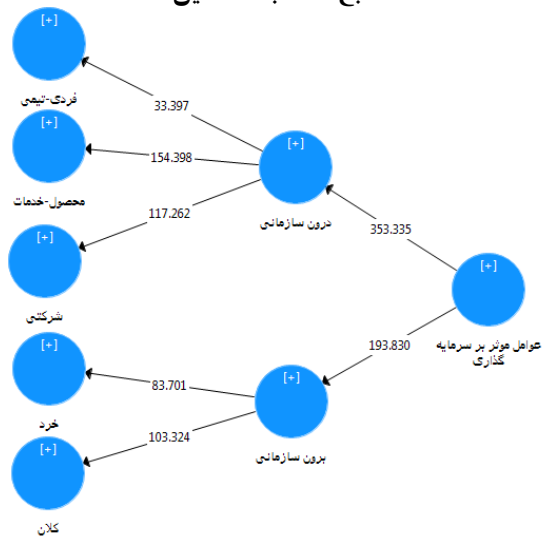 [+]
فردی-تیمی
33.397
[+]
محصول-خدمات
154.398
[+]
درون سازمانی
117.262
[+]
شرکتی
353.335
[+]
عوامل موثر بر سرمایه
گذاری
193.830
[+]
خرد
83.701
[+]
برون سازمانی
103.324
[+]
کلان